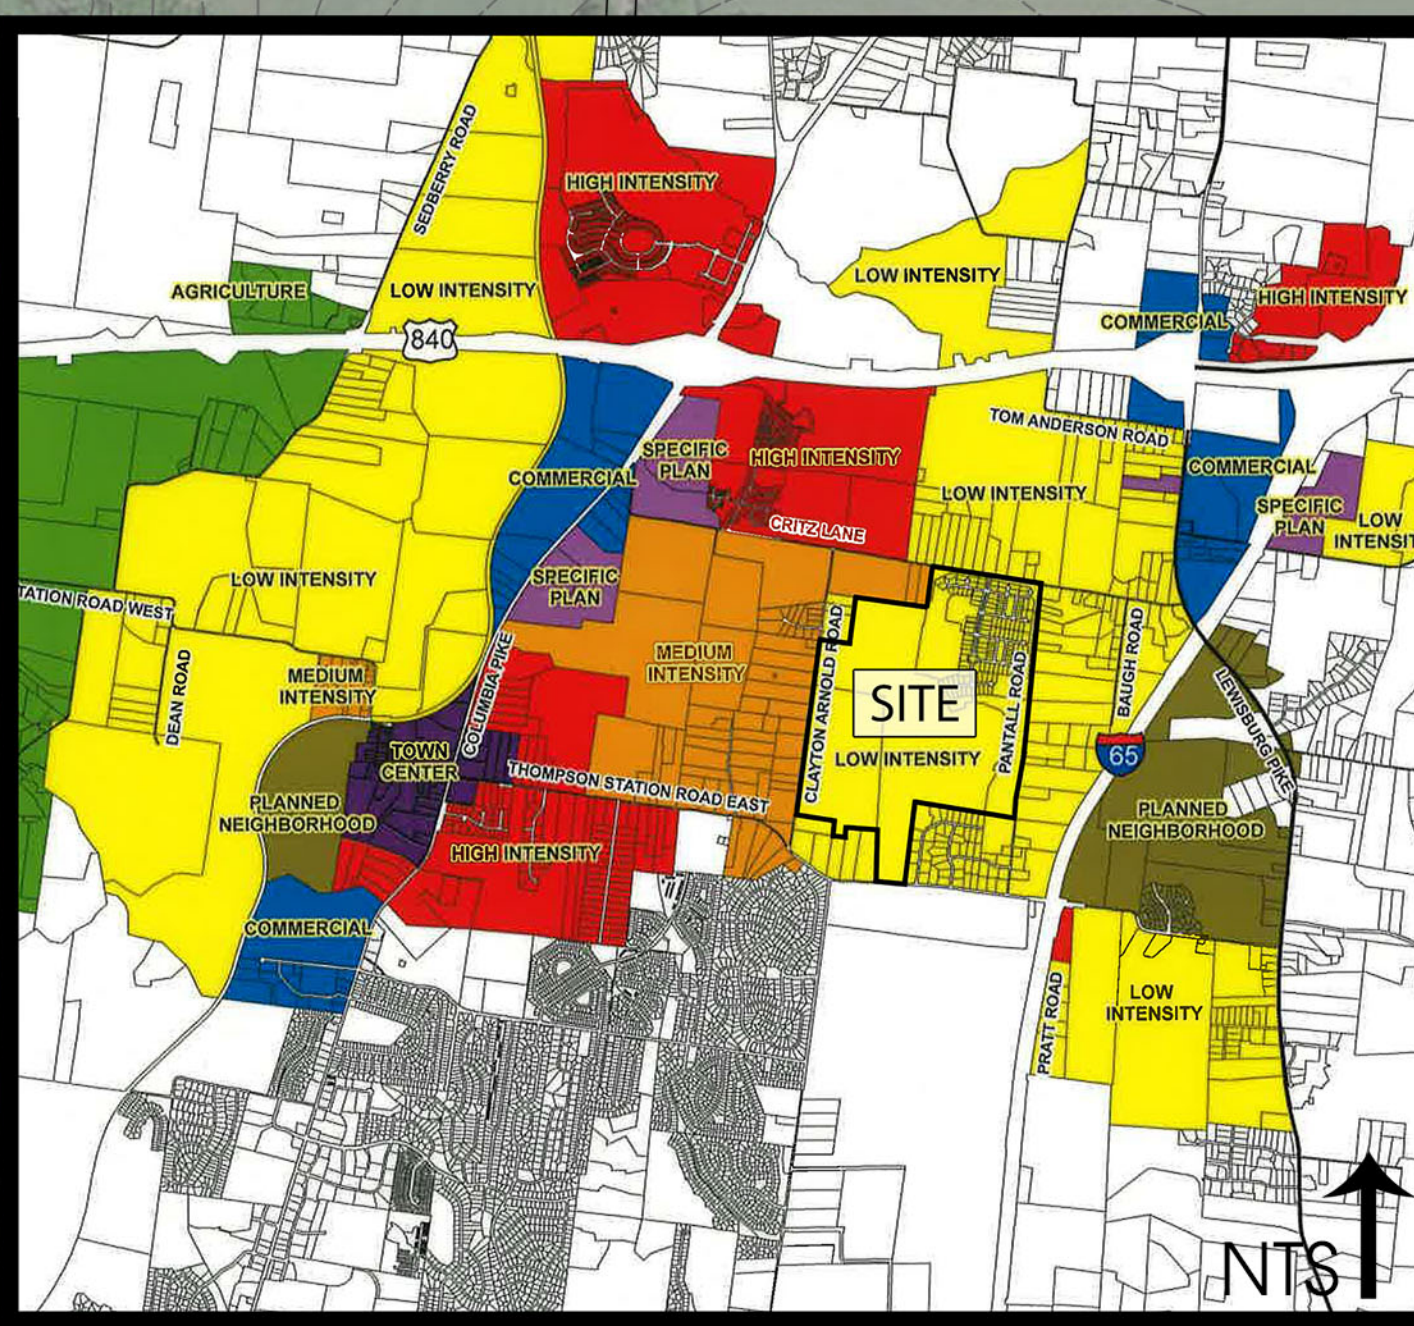 SEDBERRY ROAD
HIGH INTENSITY
LOW INTENSITY
AGRICULTURE
LOW INTENSITY
HIGH INTENSITY
COMMERCIAL
840
TOM ANDERSON ROAD
SPECIFIC
PLAN
HIGH INTENSITY
COMMERCIAL
COMMERCIAL
LOW INTENSITY
SPECIFIC
PLAN
LOW
INTENSIT
CRITZ LANE
LOW INTENSITY
SPECIFIC
PLAN
TATION ROAD WEST
DEAN ROAD
MEDIUM
INTENSITY
COLUMBIA PIKE
MEDIUM
INTENSITY
CLAYTON ARNOLD ROAD
SITE
LOW INTENSITY
PANTALL ROAD
BAUGH ROAD
LEWISBURG PIKE
65
TOWN
CENTER
THOMPSON STATION ROAD EAST
PLANNED
NEIGHBORHOOD
PLANNED
NEIGHBORHOOD
HIGH INTENSITY
COMMERCIAL
PRATT ROAD
LOW
INTENSITY
NTS